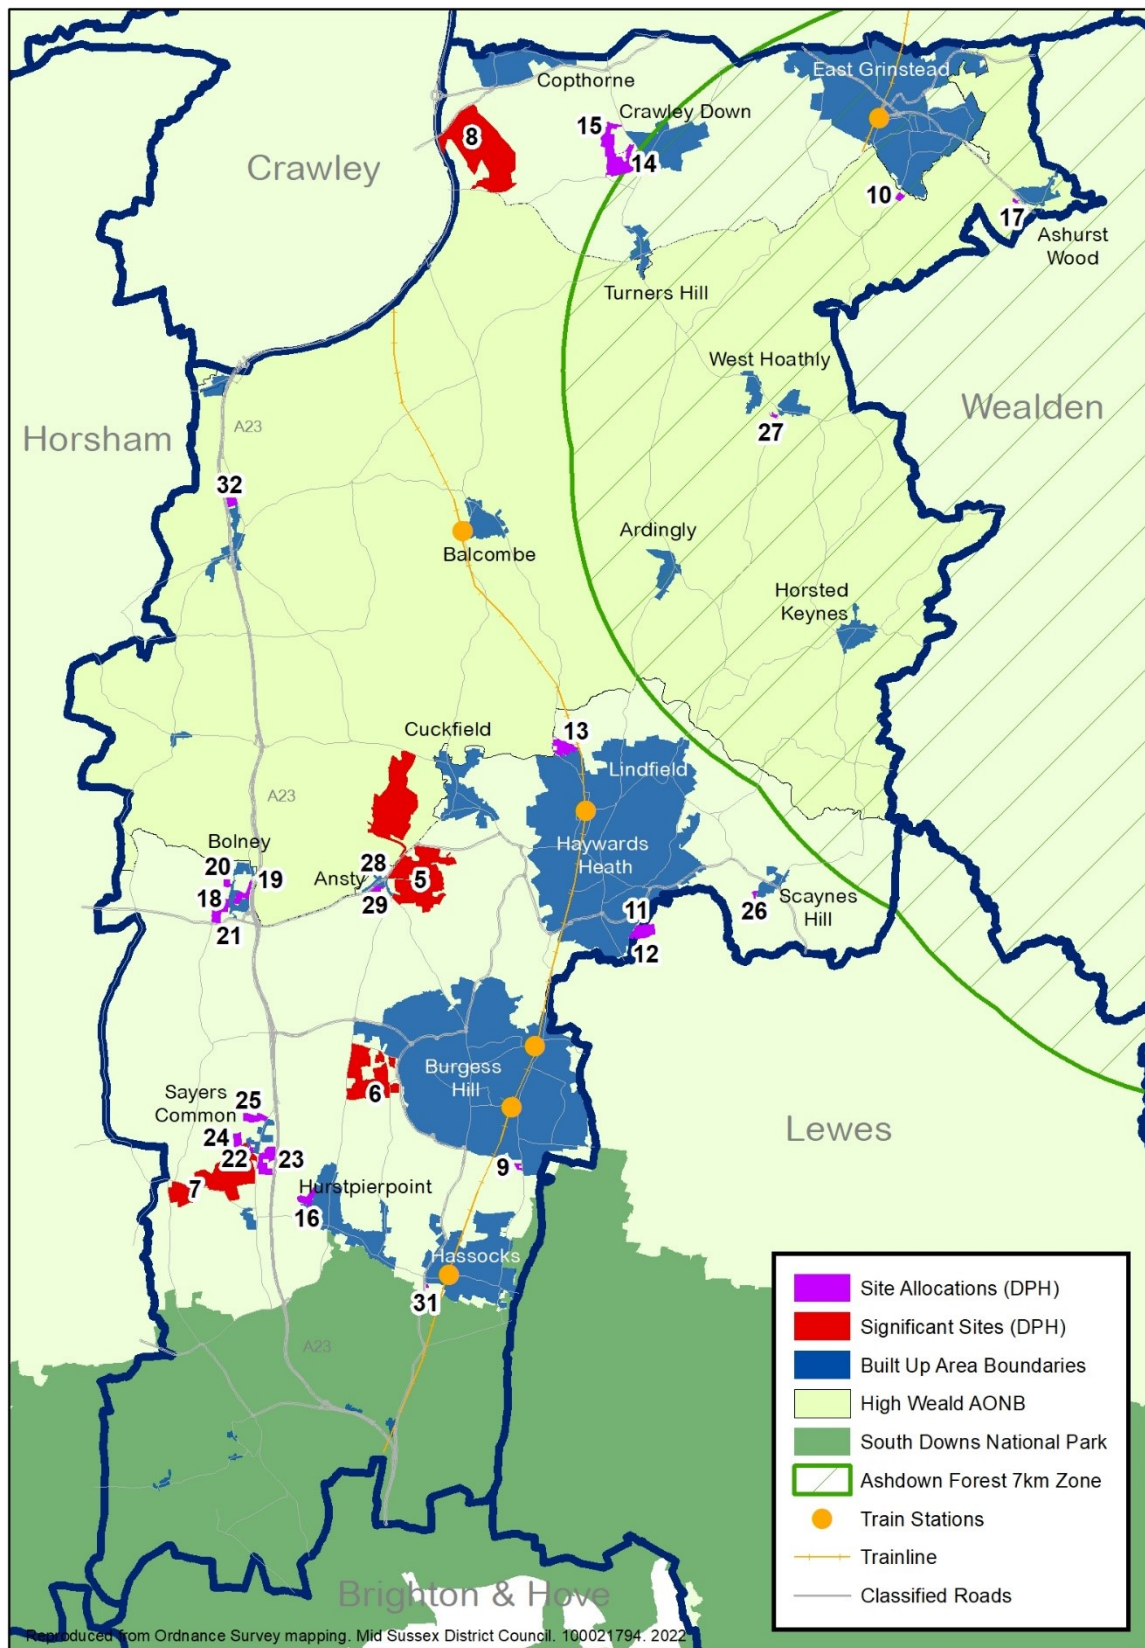 Copthorne
East Grinstead
Crawley Down
15
8
14
Crawley
10
17
Ashurst
Wood
Turners Hill
West Hoathly
Wealden
Horsham
A23
27
32
Ardingly
Balcombe
Horsted
Keynes
Cuckfield
13
Lindfield
A23
Bolney
Haywards
Heath
20
19
28
Ansty
5
18
29
Scaynes
Hill
26
11
21
12
Burgess
Hill
6
Sayers
Common
25
24
22
23
Lewes
9
7
Hurstpierpoint
16
Hassocks
31
A23
Site Allocations (DPH)
Significant Sites (DPH)
Built Up Area Boundaries
High Weald AONB
South Downs National Park
Ashdown Forest 7km Zone
Train Stations
Trainline
Classified Roads
Brighton & Hove
Reproduced from Ordnance Survey mapping. Mid Sussex District Council. 100021794. 2022